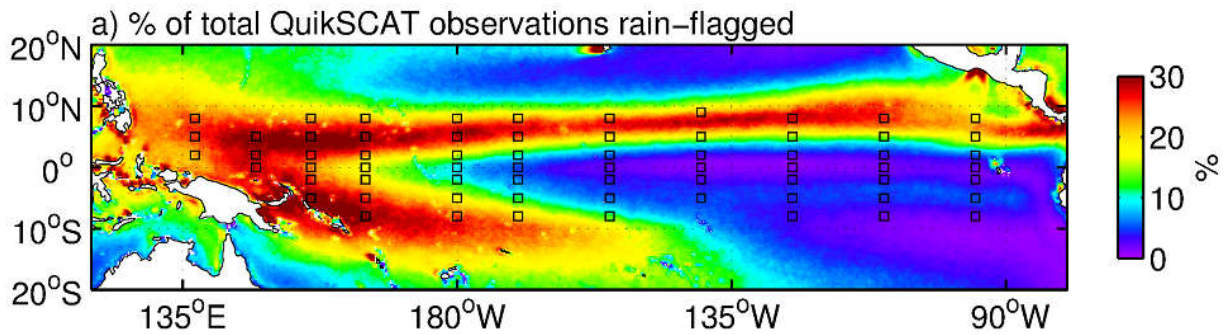 a) % of total QuikSCAT observations rain−flagged
20°N
10°N
0°
10°S
20°S
135°E 180°W 135°W 90°W
30
20
10
0
%